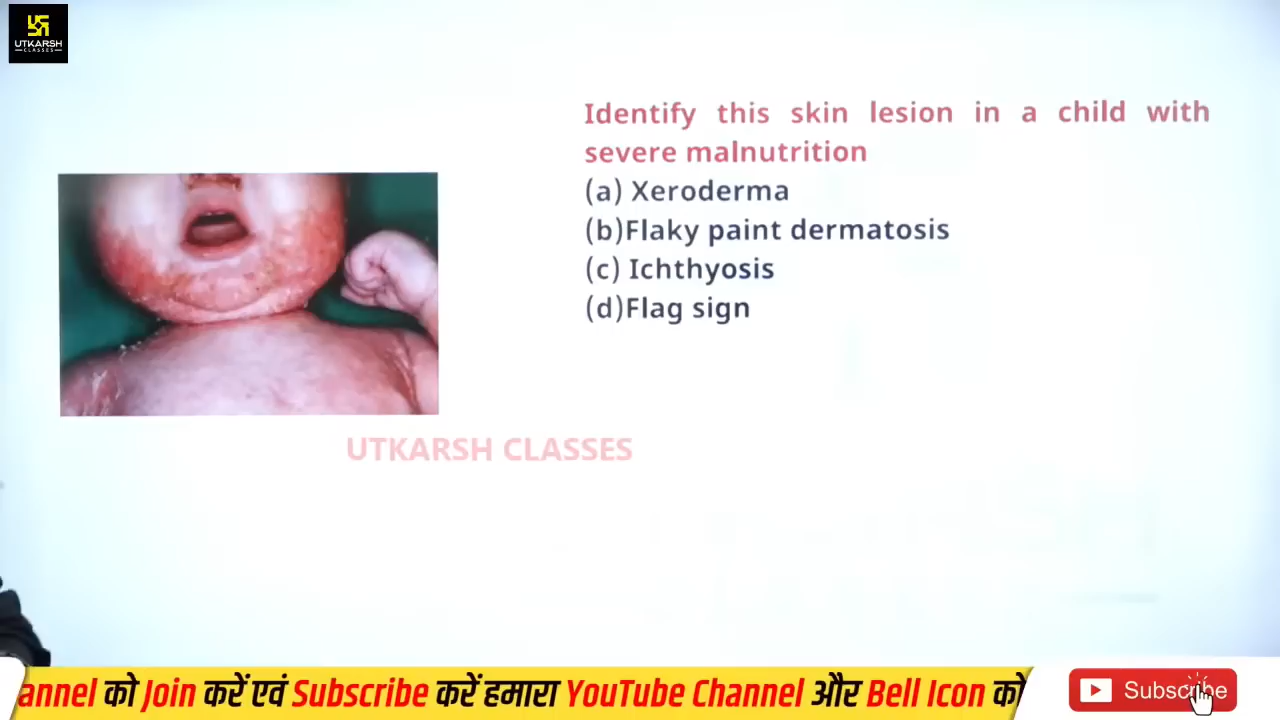 UTKARSH
CLASSES
Identify this skin lesion in a child with
severe malnutrition
(a) Xeroderma
(b)Flaky paint dermatosis
(c) Ichthyosis
(d)Flag sign
UTKARSH CLASSES
annel को Join करें एवं Subscribe करें हमारा YouTube Channel और Bell Icon को
Subscribe